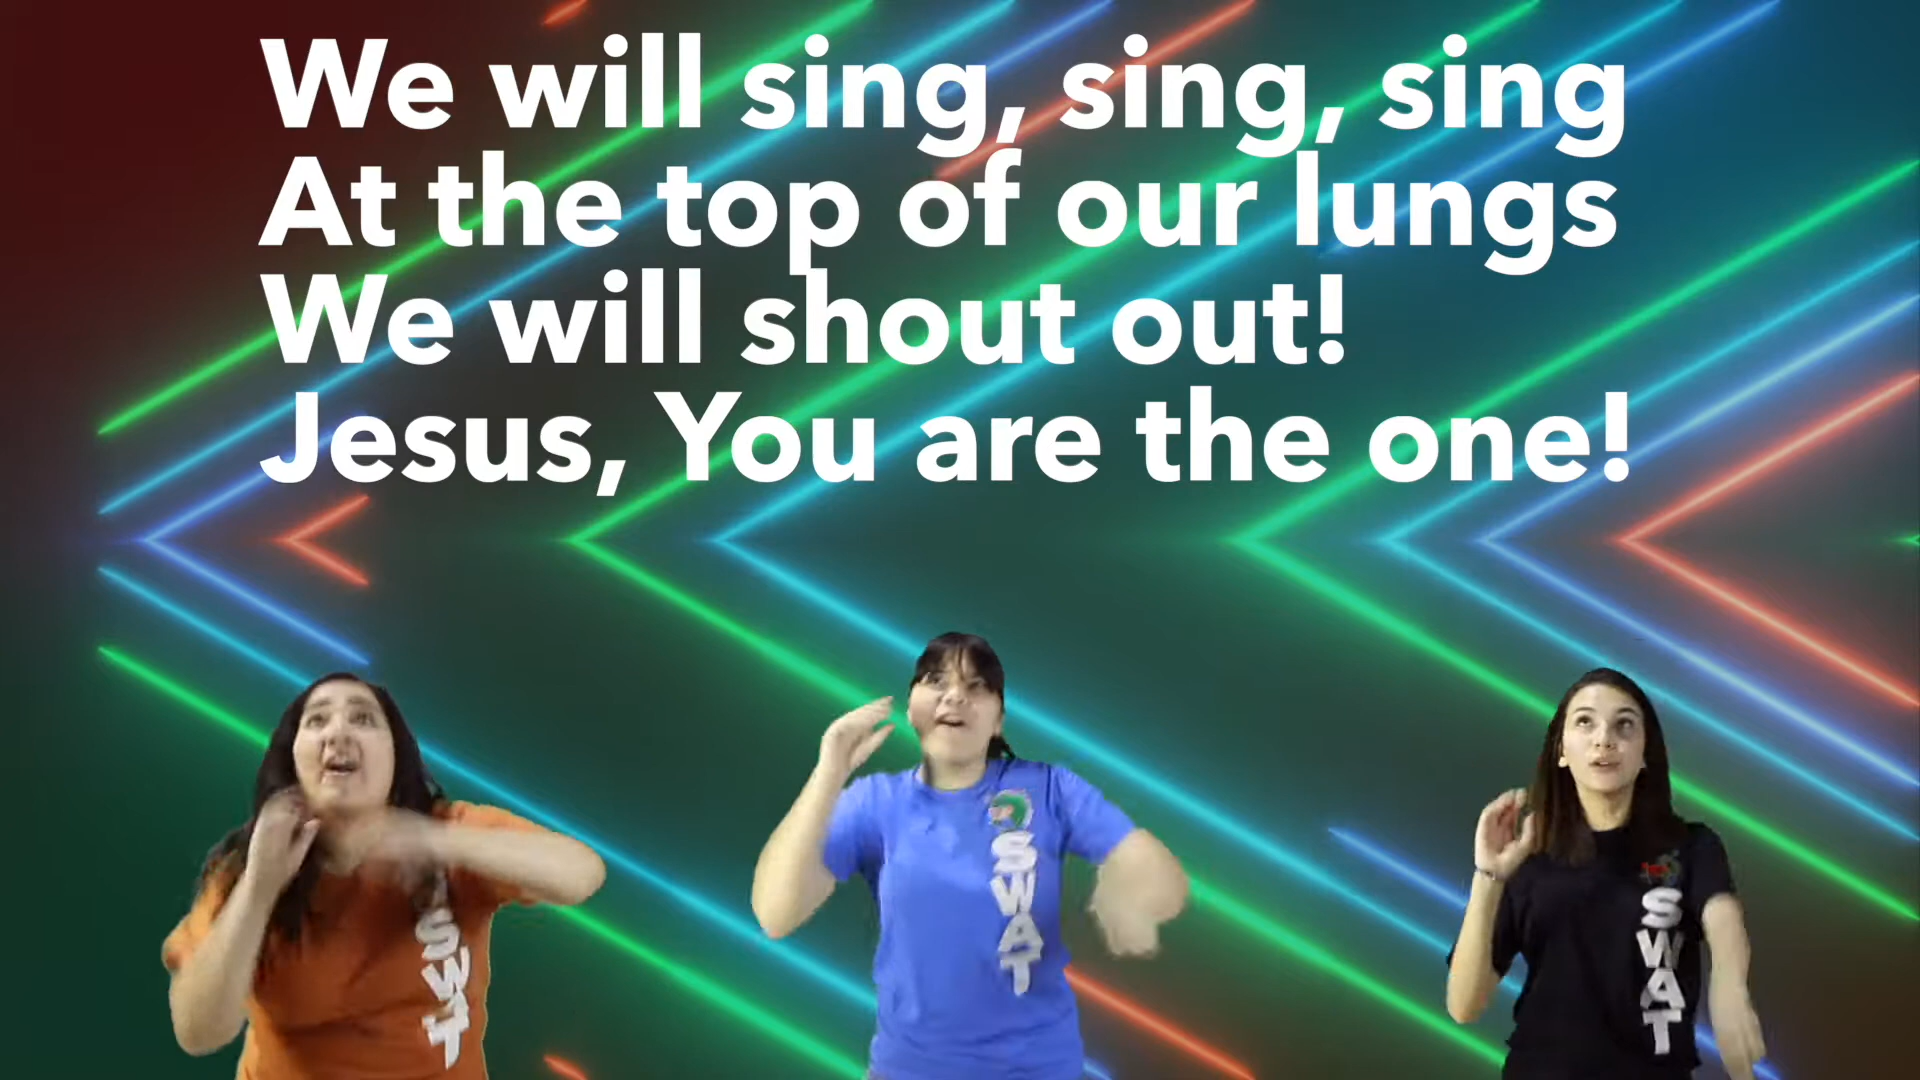 We will sing, sing, sing
At the top of our lungs
We will shout out!
Jesus, You are the one!
SWAT
SWAT
SWAT